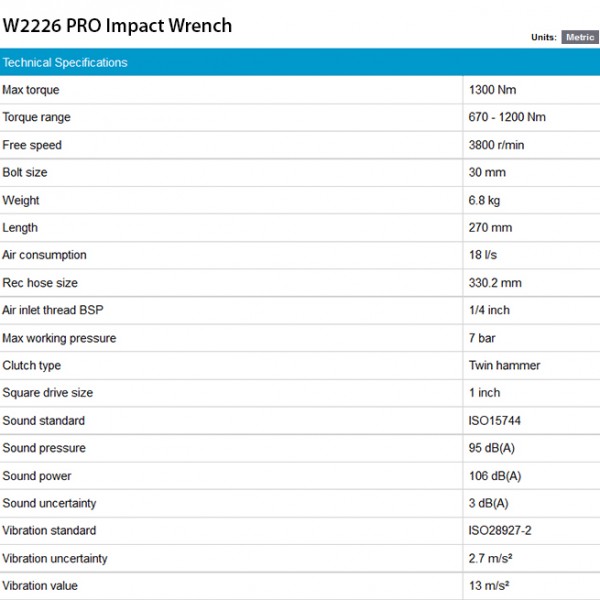 W2226 PRO Impact Wrench
Units: Metric
Technical Specifications
Max torque 1300 Nm
Torque range 670 - 1200 Nm
Free speed 3800 r/min
Bolt size 30 mm
Weight 6.8 kg
Length 270 mm
Air consumption 18 l/s
Rec hose size 330.2 mm
Air inlet thread BSP 1/4 inch
Max working pressure 7 bar
Clutch type Twin hammer
Square drive size 1 inch
Sound standard ISO15744
Sound pressure 95 dB(A)
Sound power 106 dB(A)
Sound uncertainty 3 dB(A)
Vibration standard ISO28927-2
Vibration uncertainty 2.7 m/s²
Vibration value 13 m/s²